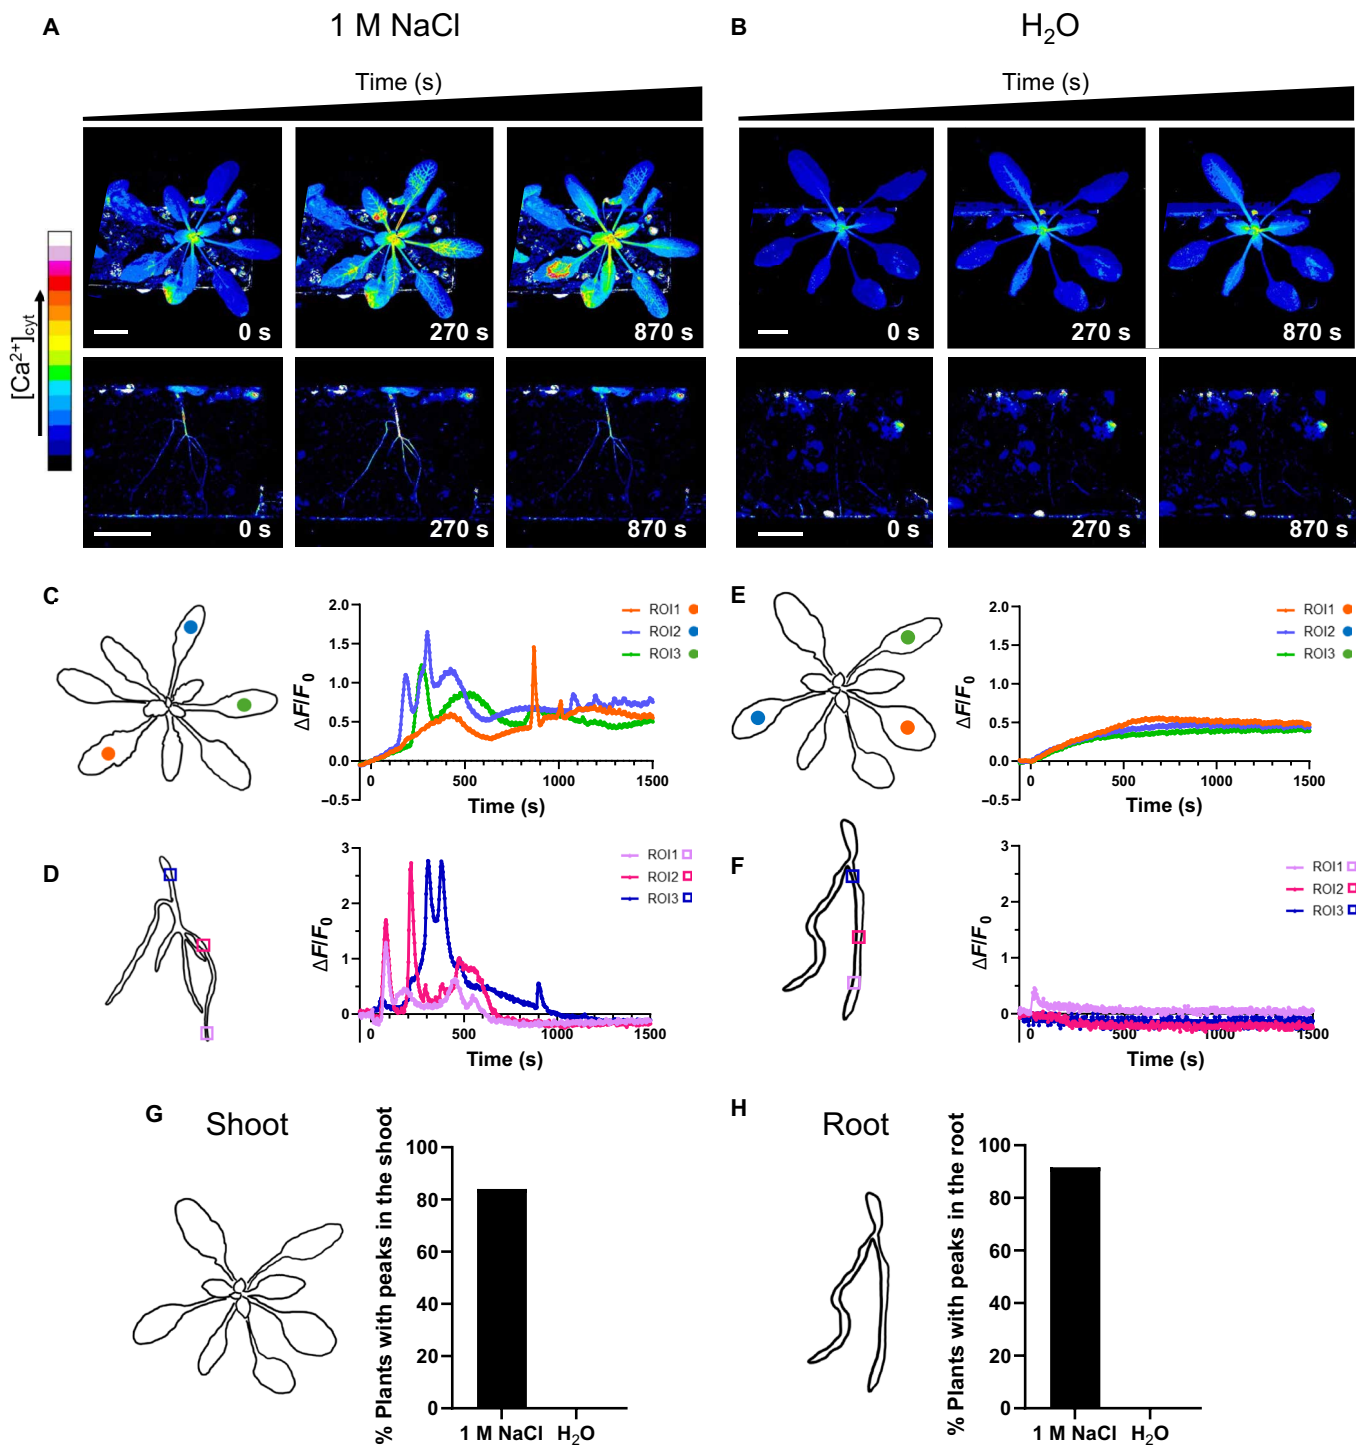 A
1 M NaCl
B
H₂O
Time (s)
Time (s)
[Ca²⁺]cyt
0 s
270 s
870 s
0 s
270 s
870 s
0 s
270 s
870 s
0 s
270 s
870 s
C
ΔF/F₀
2.0
1.5
1.0
0.5
0.0
−0.5
0
500
1000
1500
Time (s)
ROI1
ROI2
ROI3
E
ΔF/F₀
2.0
1.5
1.0
0.5
0.0
−0.5
0
500
1000
1500
Time (s)
ROI1
ROI2
ROI3
D
ΔF/F₀
3
2
1
0
0
500
1000
1500
Time (s)
ROI1
ROI2
ROI3
F
ΔF/F₀
3
2
1
0
0
500
1000
1500
Time (s)
ROI1
ROI2
ROI3
G
Shoot
% Plants with peaks in the shoot
100
80
60
40
20
0
1 M NaCl
H₂O
H
Root
% Plants with peaks in the root
100
80
60
40
20
0
1 M NaCl
H₂O